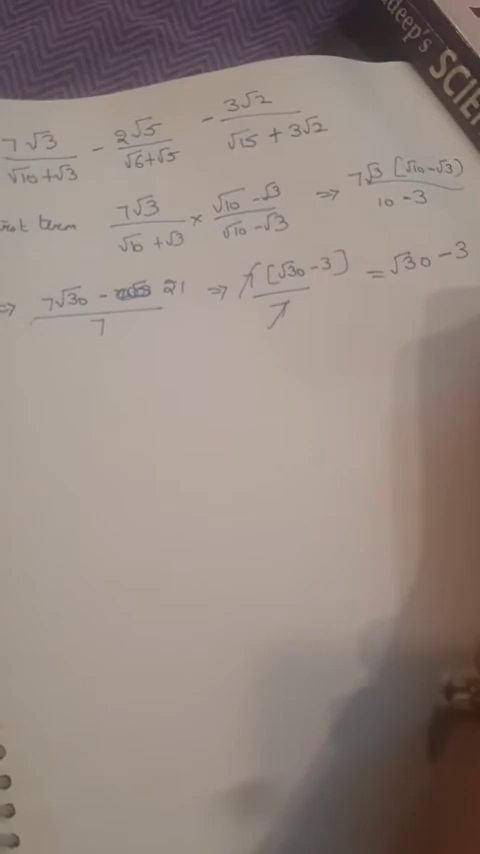 deep's SCIE
7√3/(√10+√3) - 2√5/(√6+√5) - 3√2/(√15+3√2)
term 7√3/(√10+√3) × (√10-√3)/(√10-√3) ⇒ 7√3(√10-√3)/(10-3)
⇒ (7√30 - 21)/7 ⇒ 7[√30-3]/7 = √30-3